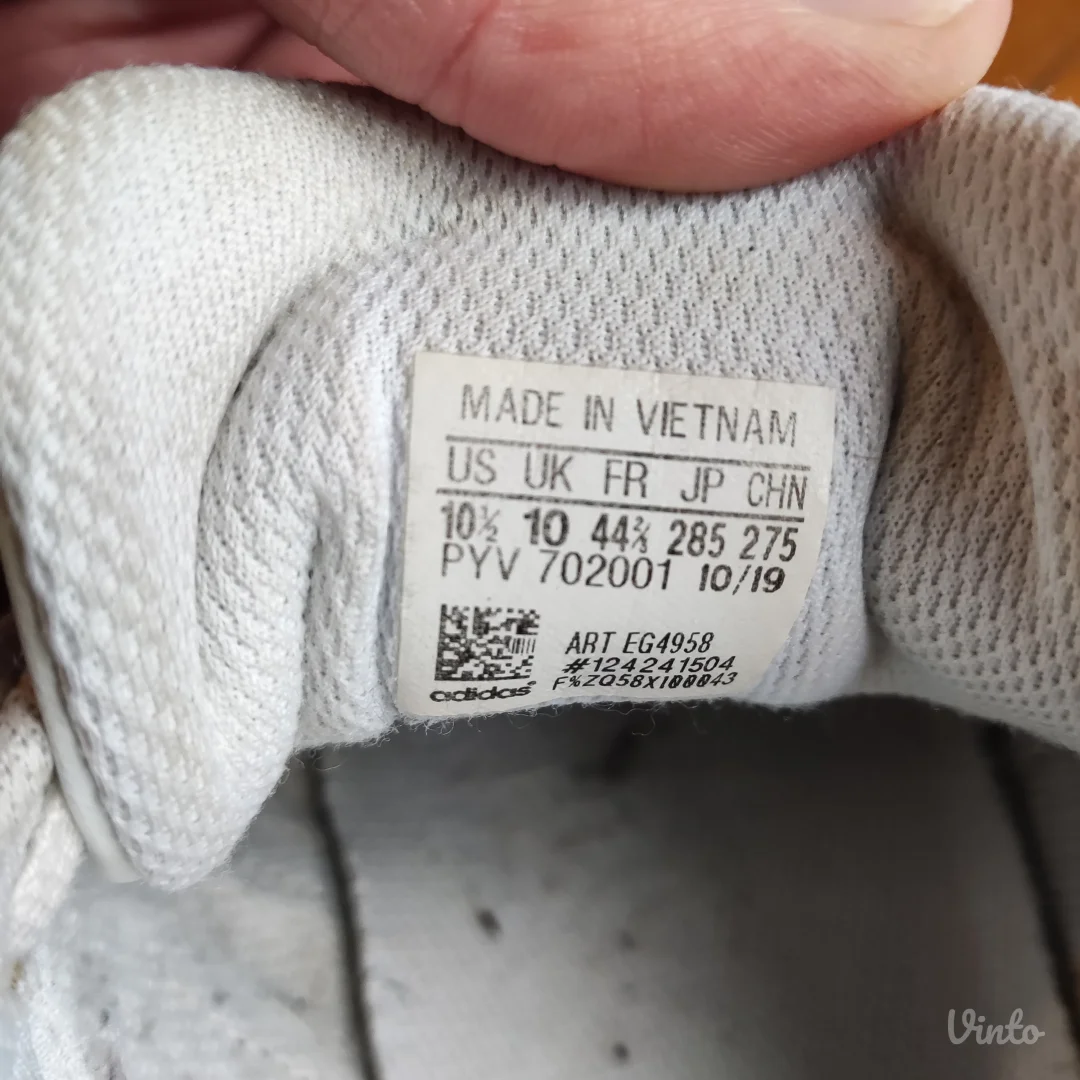 MADE IN VIETNAM
US UK FR JP CHN
10½ 10 44⅔ 285 275
PYV 702001 10/19
ART EG4958
#124241504
F%ZQ58X100043
adidas®
Vinto